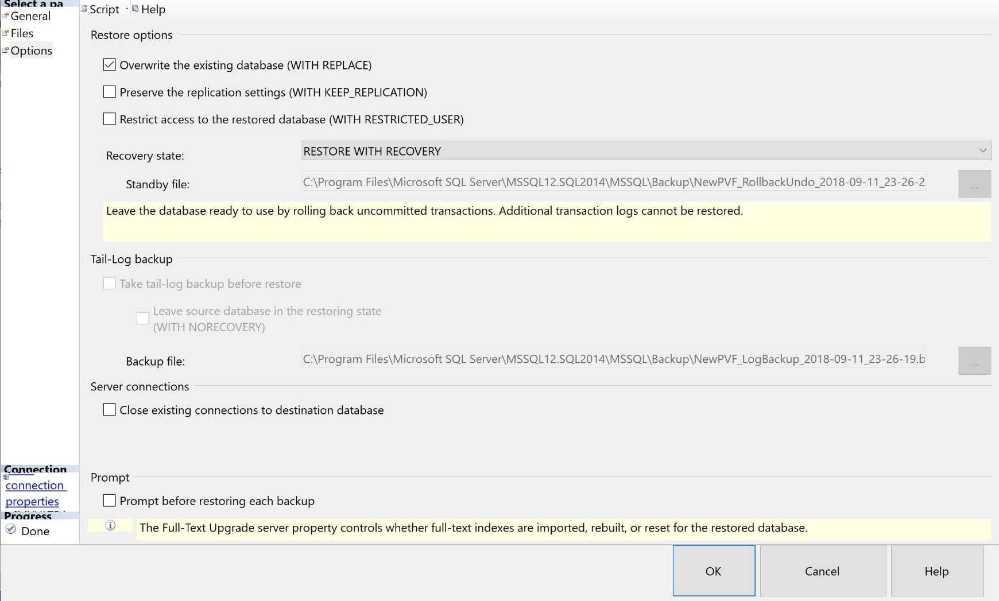 Select a pa
General
Files
Options
Script
Help
Restore options
Overwrite the existing database (WITH REPLACE)
Preserve the replication settings (WITH KEEP_REPLICATION)
Restrict access to the restored database (WITH RESTRICTED_USER)
Recovery state:
RESTORE WITH RECOVERY
Standby file:
C:\Program Files\Microsoft SQL Server\MSSQL12.SQL2014\MSSQL\Backup\NewPVF_RollbackUndo_2018-09-11_23-26-2
...
Leave the database ready to use by rolling back uncommitted transactions. Additional transaction logs cannot be restored.
Tail-Log backup
Take tail-log backup before restore
Leave source database in the restoring state
(WITH NORECOVERY)
Backup file:
C:\Program Files\Microsoft SQL Server\MSSQL12.SQL2014\MSSQL\Backup\NewPVF_LogBackup_2018-09-11_23-26-19.b
...
Server connections
Close existing connections to destination database
Connection
connection
properties
Progress
Done
Prompt
Prompt before restoring each backup
The Full-Text Upgrade server property controls whether full-text indexes are imported, rebuilt, or reset for the restored database.
OK
Cancel
Help